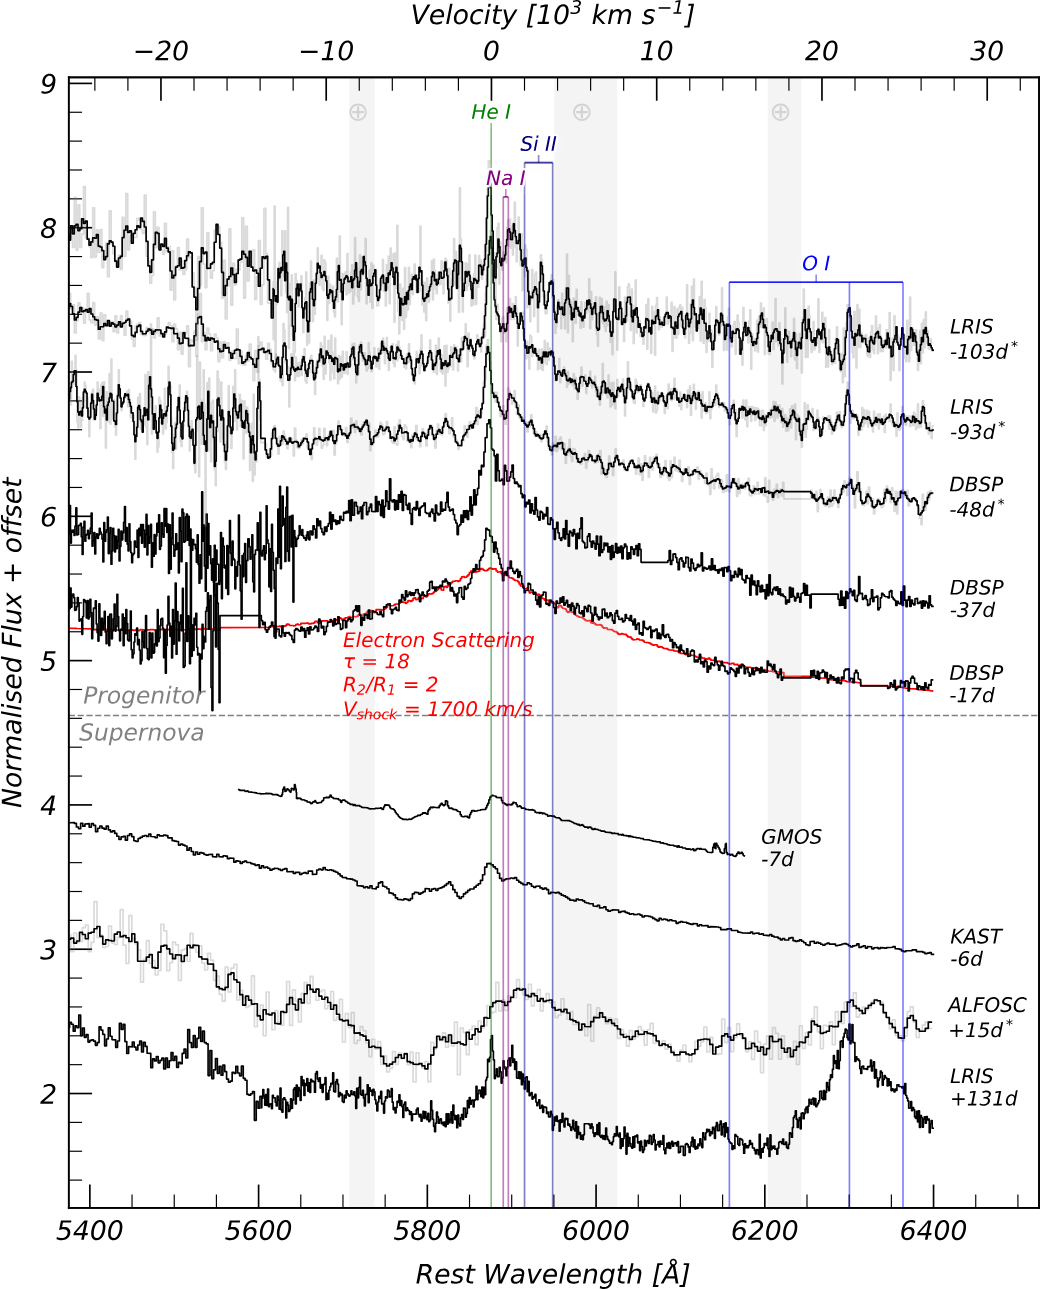 Velocity [10³ km s⁻¹]
−20 −10 0 10 20 30
9
⊕ ⊕ ⊕
He I
Si II
Na I
8
O I
LRIS
-103d*
7
LRIS
-93d*
DBSP
-48d*
6
DBSP
-37d
Electron Scattering
τ = 18
R₂/R₁ = 2
V_shock = 1700 km/s
5
DBSP
-17d
Progenitor
Supernova
4
GMOS
-7d
3
KAST
-6d
ALFOSC
+15d*
2
LRIS
+131d
Normalised Flux + offset
5400 5600 5800 6000 6200 6400
Rest Wavelength [Å]